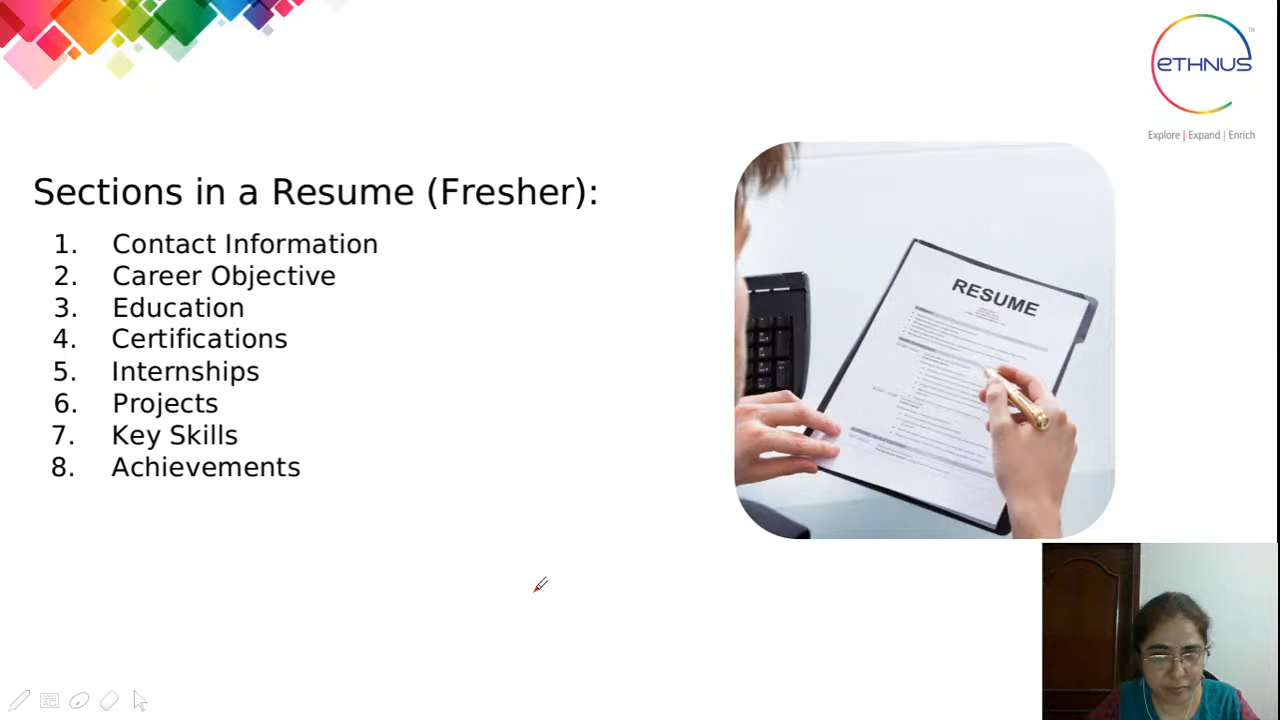 ETHNUS
TM
Explore | Expand | Enrich
Sections in a Resume (Fresher):
1. Contact Information
2. Career Objective
3. Education
4. Certifications
5. Internships
6. Projects
7. Key Skills
8. Achievements
RESUME